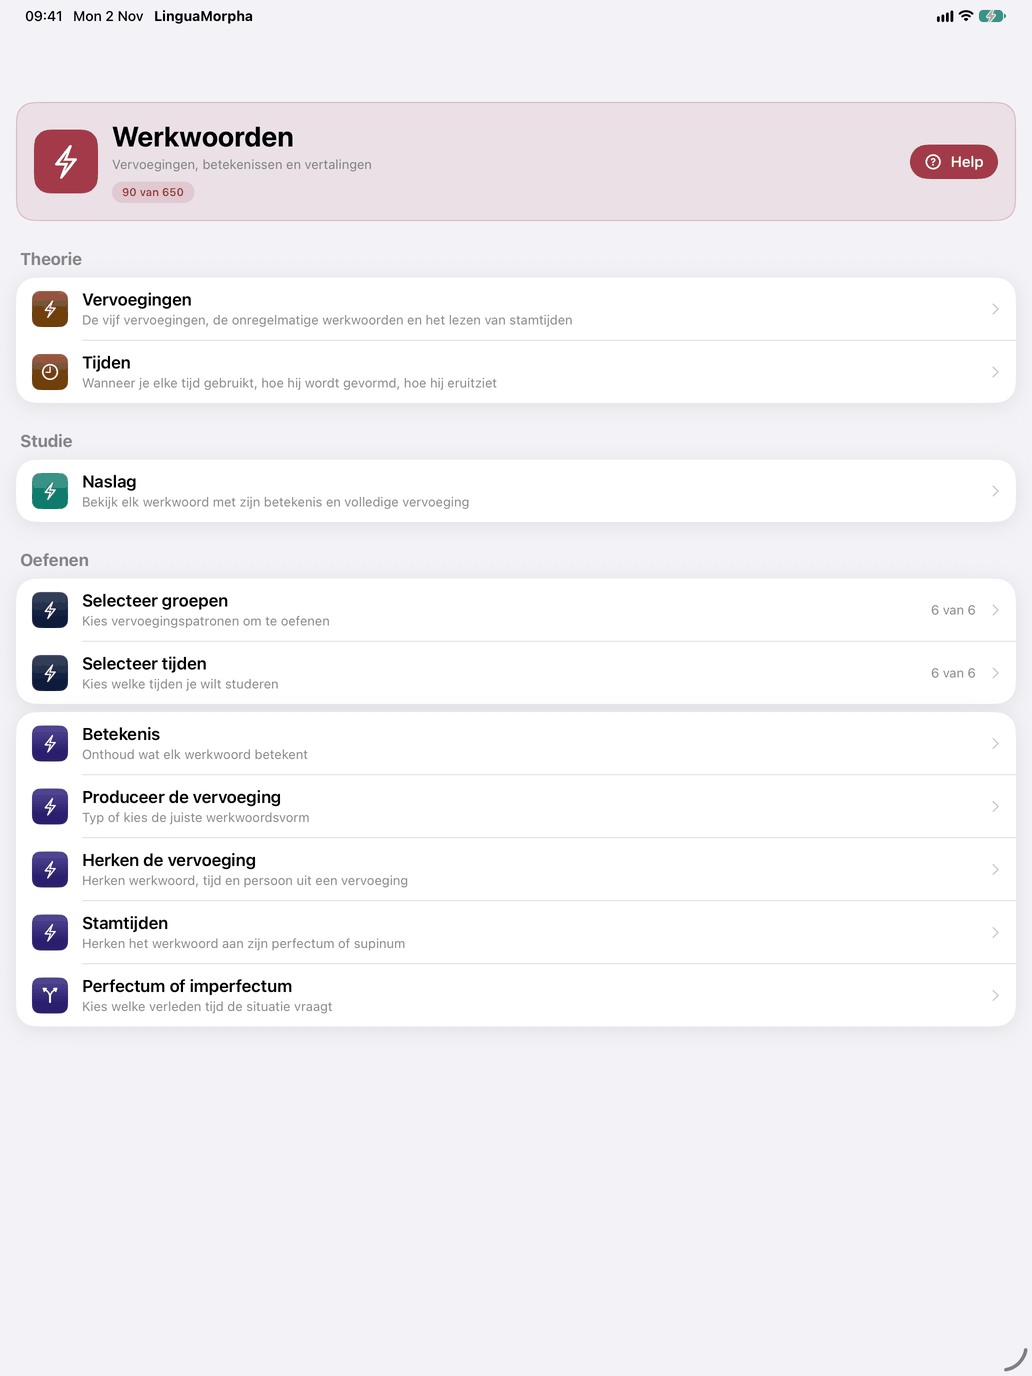 09:41 Mon 2 Nov LinguaMorpha
Werkwoorden
Vervoegingen, betekenissen en vertalingen
90 van 650
Help
Theorie
Vervoegingen
De vijf vervoegingen, de onregelmatige werkwoorden en het lezen van stamtijden
Tijden
Wanneer je elke tijd gebruikt, hoe hij wordt gevormd, hoe hij eruitziet
Studie
Naslag
Bekijk elk werkwoord met zijn betekenis en volledige vervoeging
Oefenen
Selecteer groepen
Kies vervoegingspatronen om te oefenen
6 van 6
Selecteer tijden
Kies welke tijden je wilt studeren
6 van 6
Betekenis
Onthoud wat elk werkwoord betekent
Produceer de vervoeging
Typ of kies de juiste werkwoordsvorm
Herken de vervoeging
Herken werkwoord, tijd en persoon uit een vervoeging
Stamtijden
Herken het werkwoord aan zijn perfectum of supinum
Perfectum of imperfectum
Kies welke verleden tijd de situatie vraagt